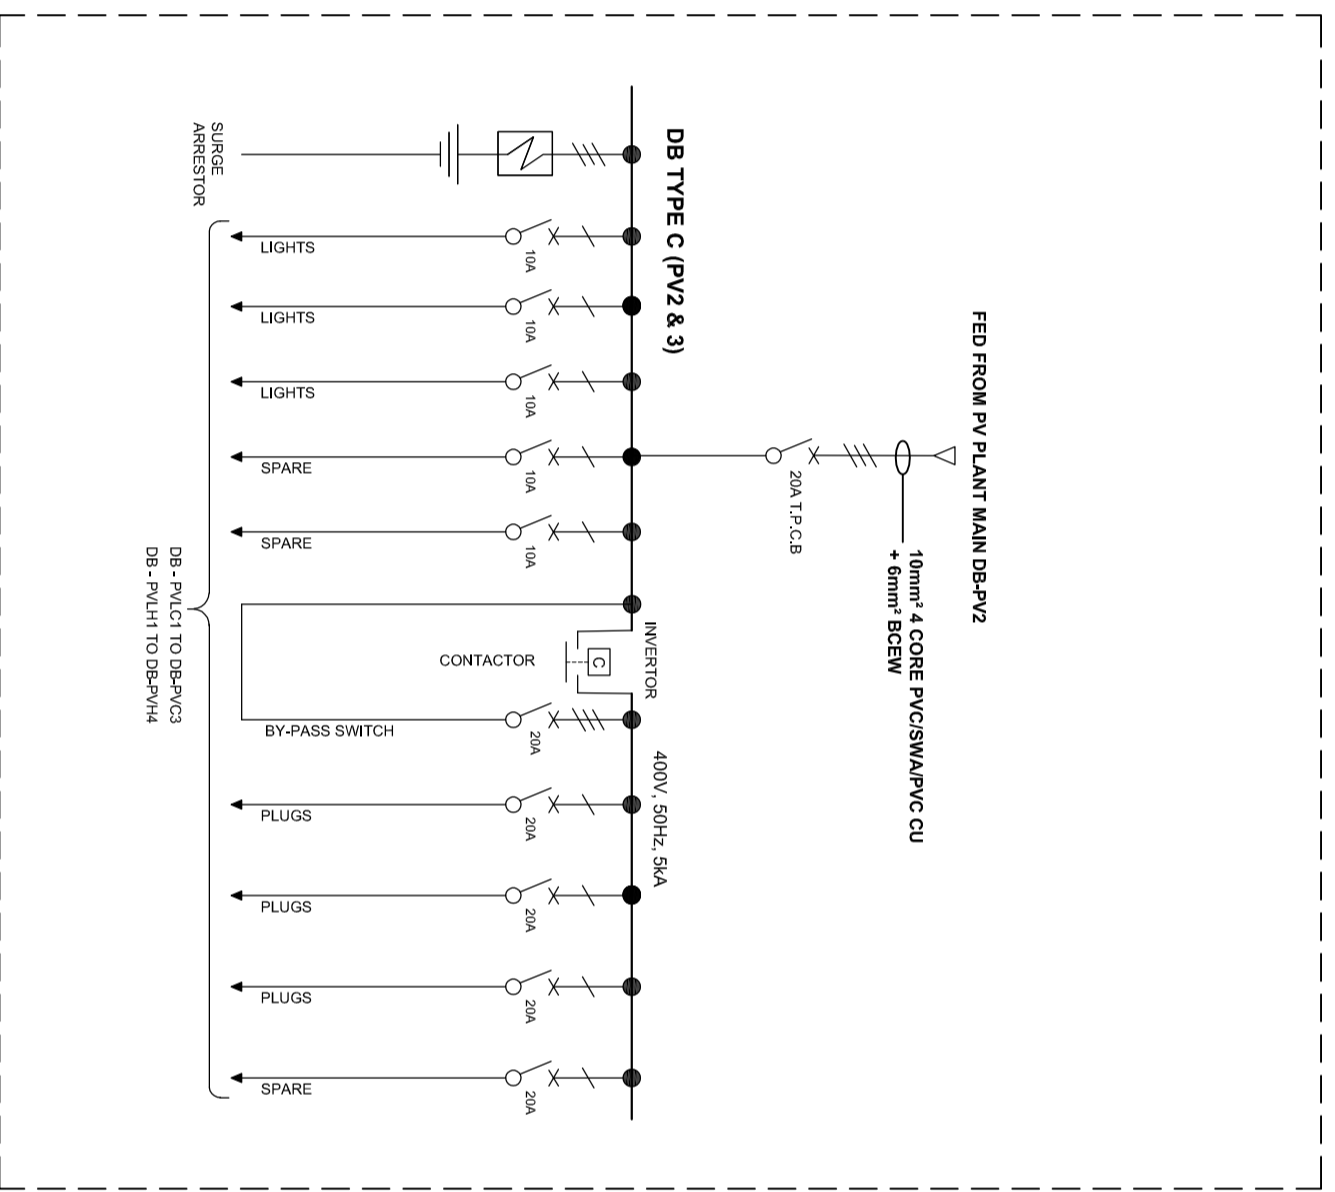 FED FROM PV PLANT MAIN DB-PV2
10mm² 4 CORE PVC/SWA/PVC CU
+ 6mm² BCEW
20A T.P.C.B
DB TYPE C (PV2 & 3)
INVERTOR
400V, 50Hz, 5kA
C
CONTACTOR
10A
10A
10A
10A
10A
20A
20A
20A
20A
20A
SURGE
ARRESTOR
LIGHTS
LIGHTS
LIGHTS
SPARE
SPARE
BY-PASS SWITCH
PLUGS
PLUGS
PLUGS
SPARE
DB - PVLC1 TO DB-PVC3
DB - PVLH1 TO DB-PVH4